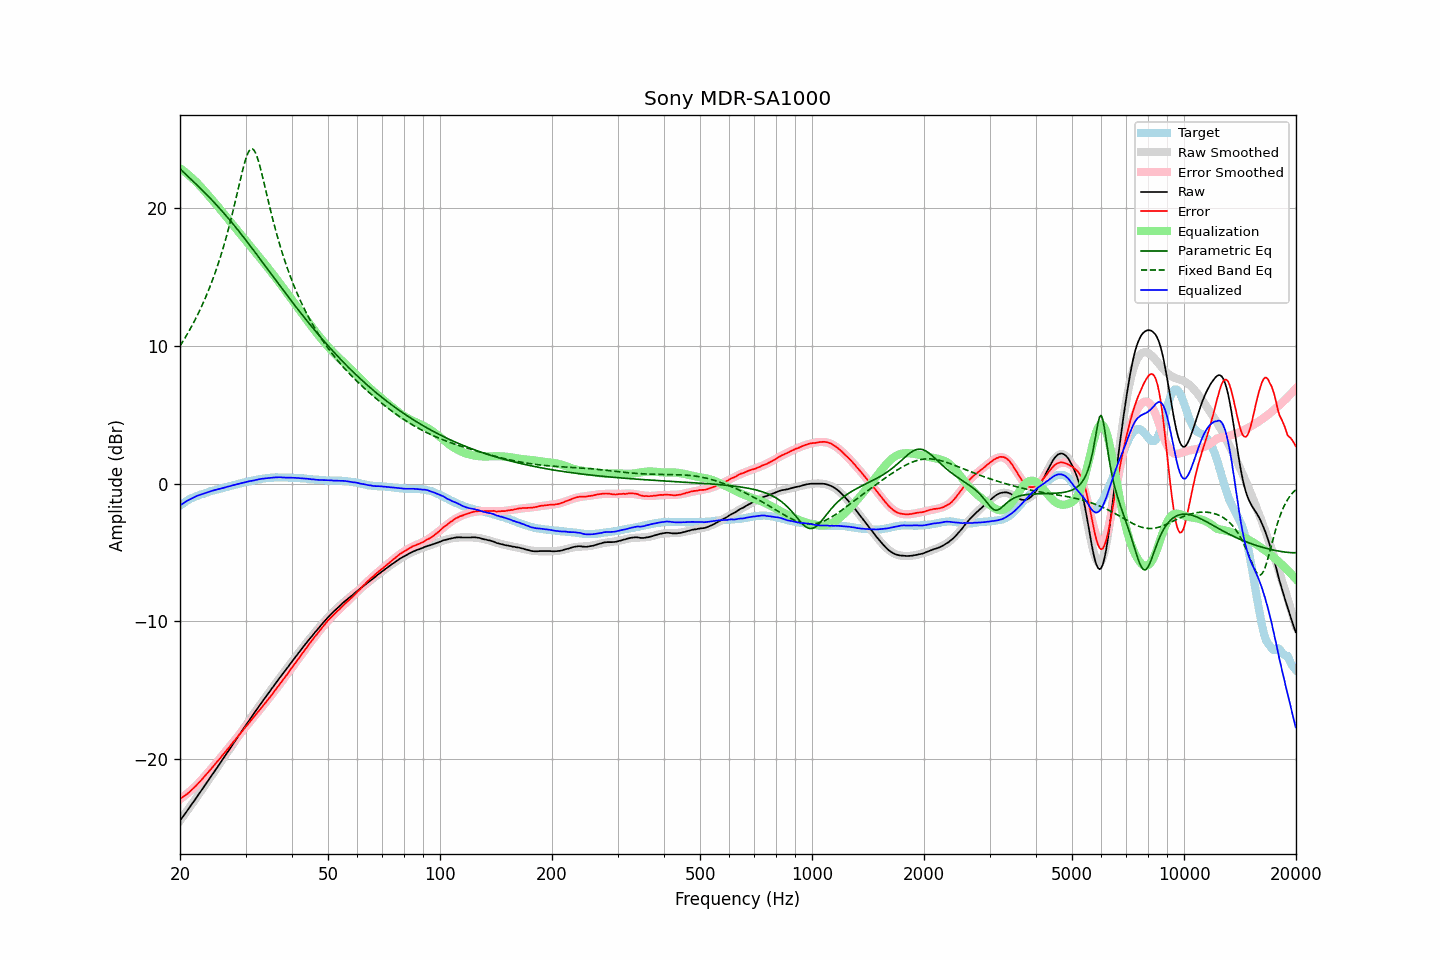 Sony MDR-SA1000
Amplitude (dBr)
20
10
0
−10
−20
Target
Raw Smoothed
Error Smoothed
Raw
Error
Equalization
Parametric Eq
Fixed Band Eq
Equalized
20 50 100 200 500 1000 2000 5000 10000 20000
Frequency (Hz)